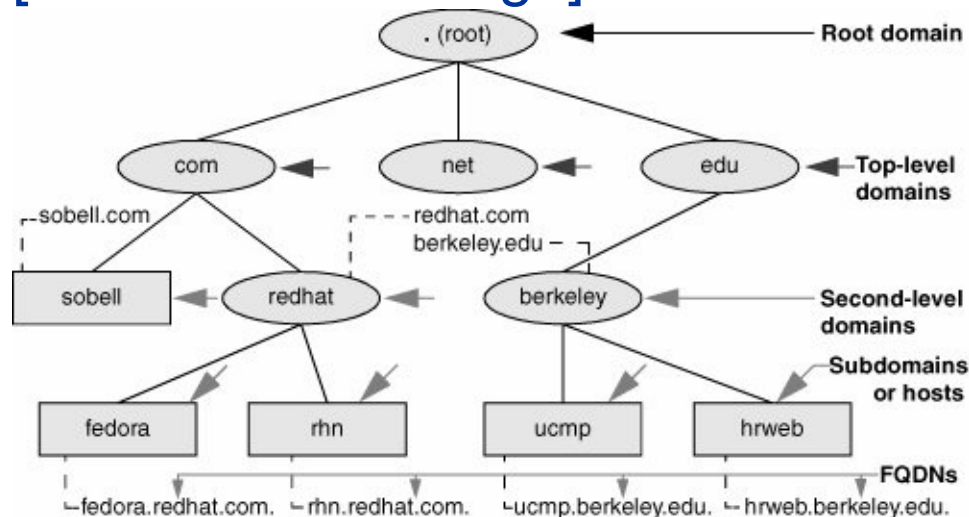 . (root)
Root domain
com
net
edu
Top-level
domains
sobell.com
redhat.com
berkeley.edu
sobell
redhat
berkeley
Second-level
domains
Subdomains
or hosts
fedora
rhn
ucmp
hrweb
FQDNs
fedora.redhat.com.
rhn.redhat.com.
ucmp.berkeley.edu.
hrweb.berkeley.edu.